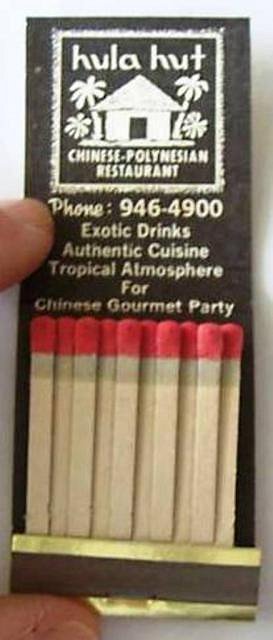 hula hut
CHINESE-POLYNESIAN
RESTAURANT
Phone: 946-4900
Exotic Drinks
Authentic Cuisine
Tropical Atmosphere
For
Chinese Gourmet Party